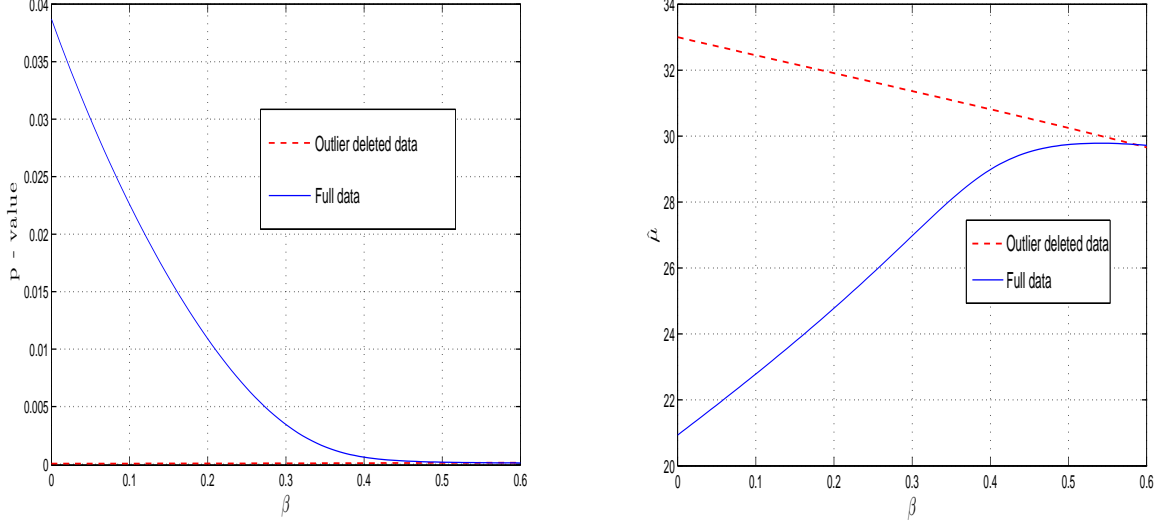 0.04
0.035
0.03
0.025
0.02
0.015
0.01
0.005
0
p - value
0 0.1 0.2 0.3 0.4 0.5 0.6
β
Outlier deleted data
Full data
34
32
30
28
26
24
22
20
μ̂
0 0.1 0.2 0.3 0.4 0.5 0.6
β
Outlier deleted data
Full data